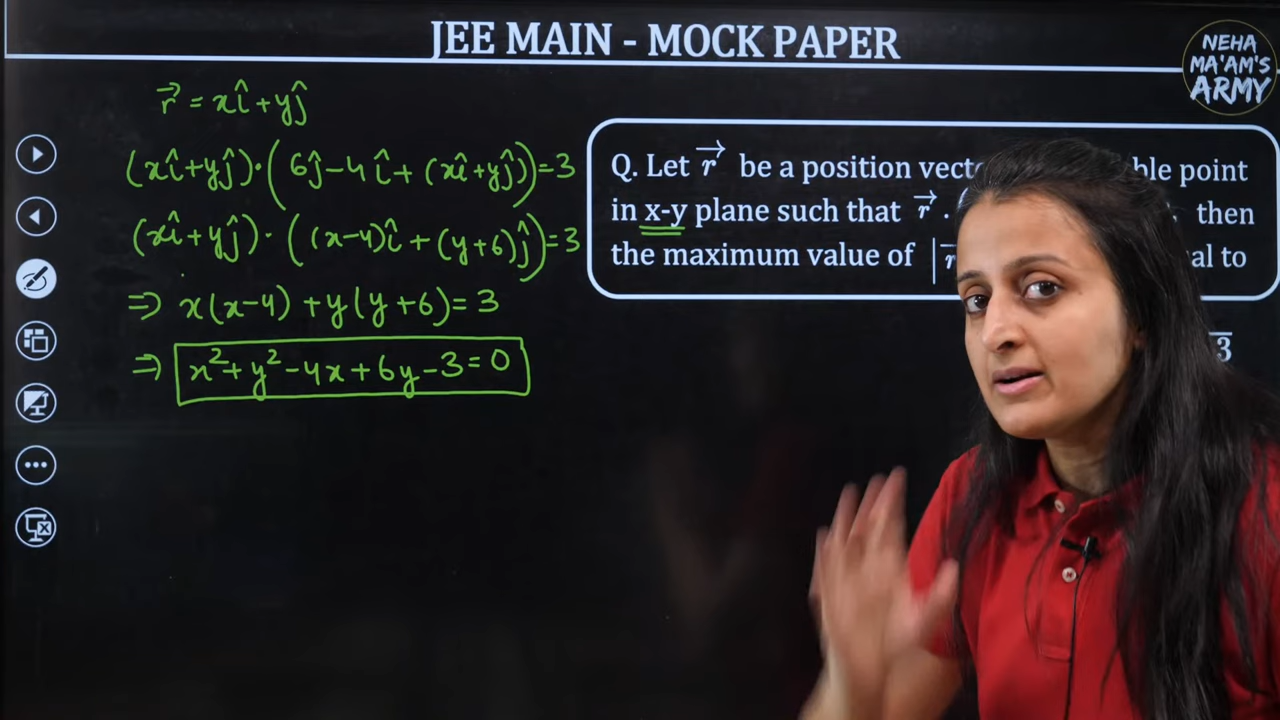 JEE MAIN - MOCK PAPER
NEHA
MA'AM'S
ARMY
r⃗ = xî + yĵ
(xî+yĵ)·(6ĵ-4î+(xî+yĵ))=3
(xî+yĵ)·((x-4)î+(y+6)ĵ)=3
⇒ x(x-4) + y(y+6) = 3
⇒ x²+y²-4x+6y-3=0
Q. Let r⃗ be a position vect ble point
in x-y plane such that r⃗ . ( then
the maximum value of |r al to
3